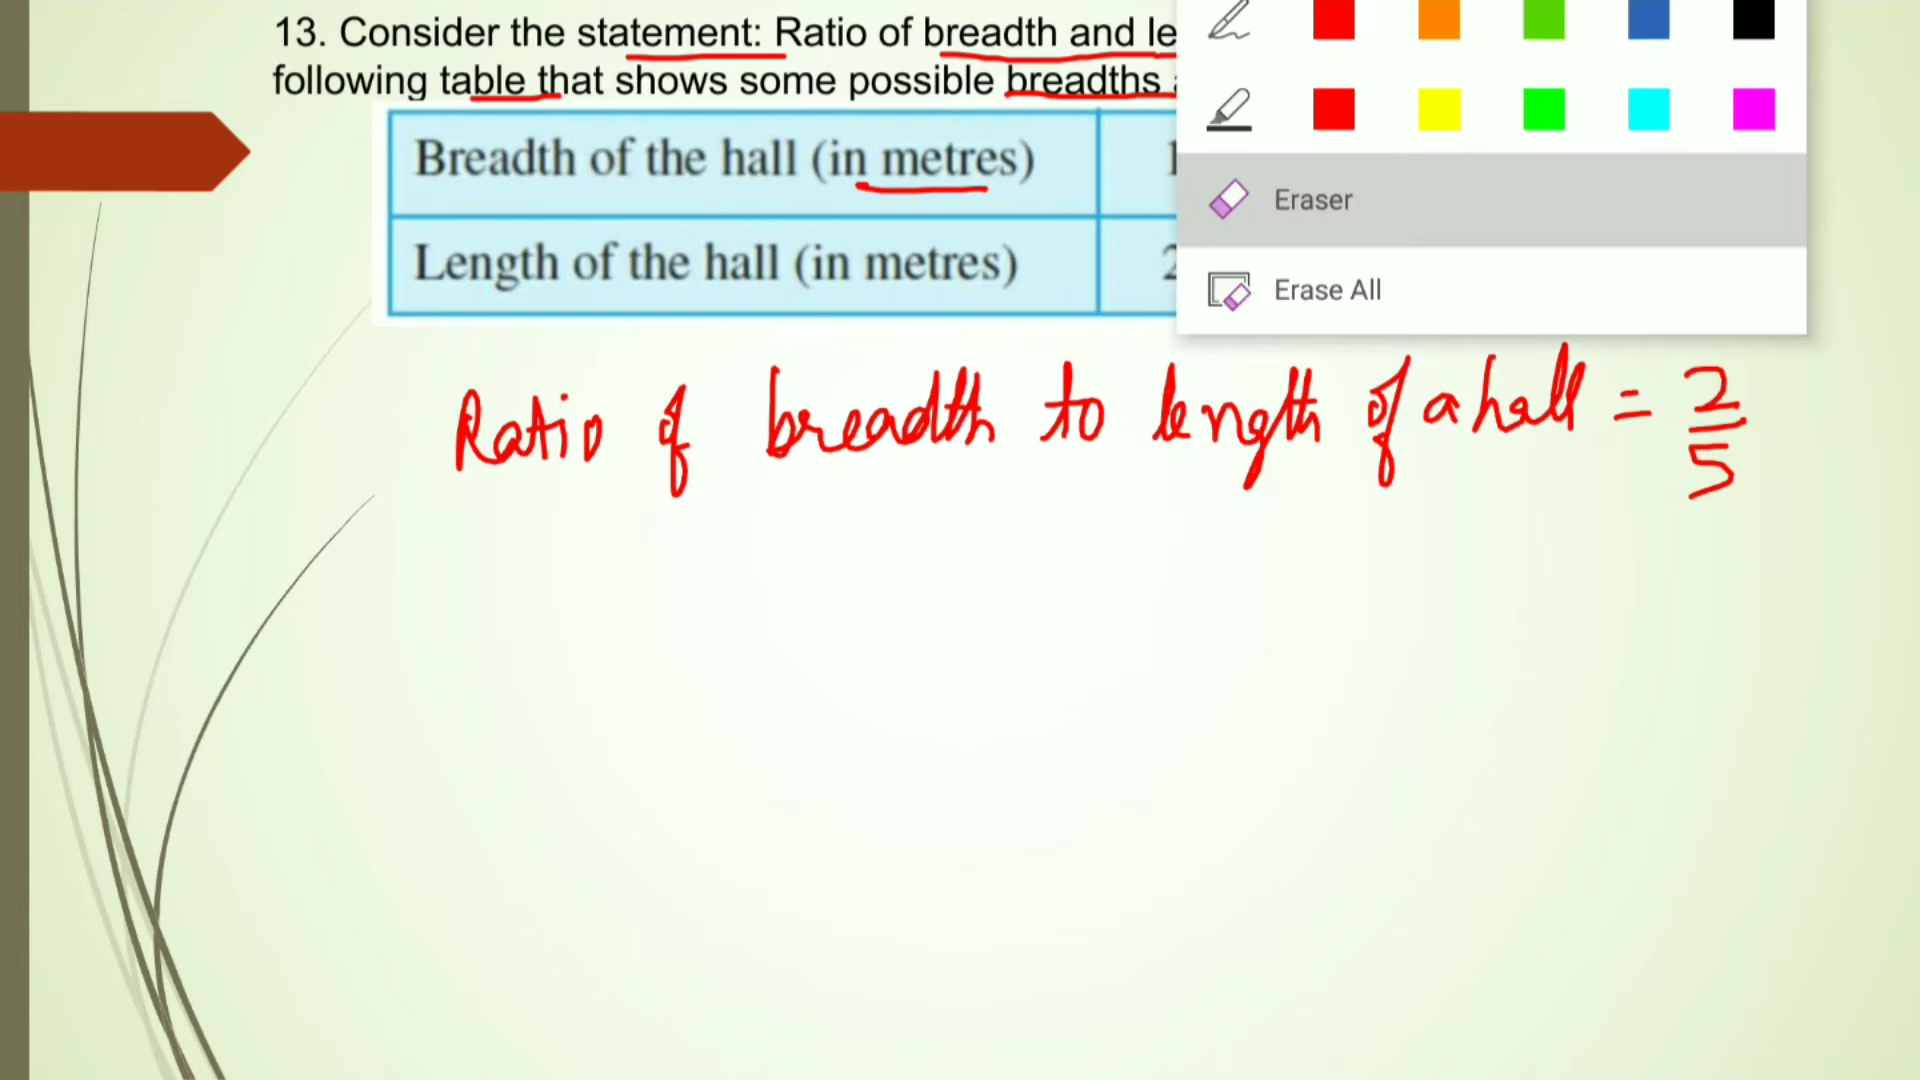 13. Consider the statement: Ratio of breadth and
following table that shows some possible breadths
Breadth of the hall (in metres)
Length of the hall (in metres)
Eraser
Erase All
Ratio of breadth to length of a hall = 2/5